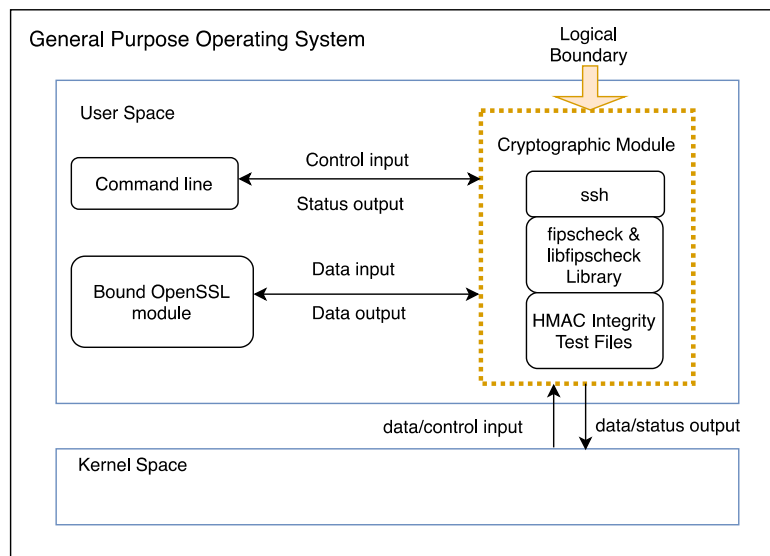 General Purpose Operating System
Logical
Boundary
User Space
Cryptographic Module
Control input
Command line
Status output
ssh
fipscheck &
libfipscheck
Library
Data input
Bound OpenSSL
module
Data output
HMAC Integrity
Test Files
data/control input
data/status output
Kernel Space